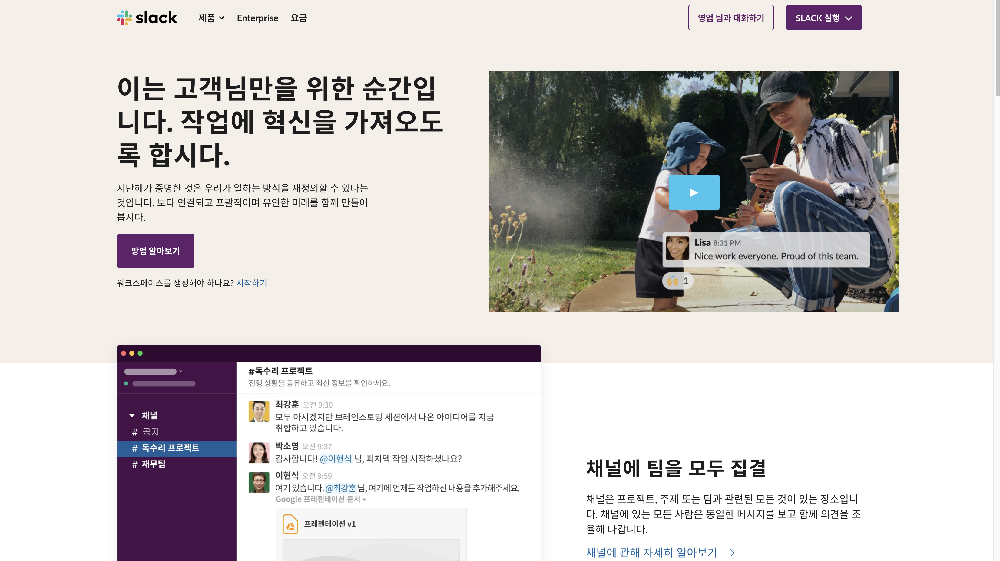 slack
제품
Enterprise
요금
영업 팀과 대화하기
SLACK 실행
이는 고객님만을 위한 순간입
니다. 작업에 혁신을 가져오도
록 합시다.
지난해가 증명한 것은 우리가 일하는 방식을 재정의할 수 있다는
것입니다. 보다 연결되고 포괄적이며 유연한 미래를 함께 만들어
봅시다.
방법 알아보기
워크스페이스를 생성해야 하나요? 시작하기
Lisa 8:31 PM
Nice work everyone. Proud of this team.
1
채널
# 공지
# 독수리 프로젝트
# 재무팀
#독수리 프로젝트
진행 상황을 공유하고 최신 정보를 확인하세요.
최강훈 오전 9:30
모두 아시겠지만 브레인스토밍 세션에서 나온 아이디어를 지금
취합하고 있습니다.
박소영 오전 9:37
감사합니다! @이현식 님, 피치덱 작업 시작하셨나요?
이현식 오전 9:59
여기 있습니다. @최강훈 님, 여기에 언제든 작업하신 내용을 추가해주세요.
Google 프레젠테이션 문서
프레젠테이션 v1
채널에 팀을 모두 집결
채널은 프로젝트, 주제 또는 팀과 관련된 모든 것이 있는 장소입니
다. 채널에 있는 모든 사람은 동일한 메시지를 보고 함께 의견을 조
율해 나갑니다.
채널에 관해 자세히 알아보기 →